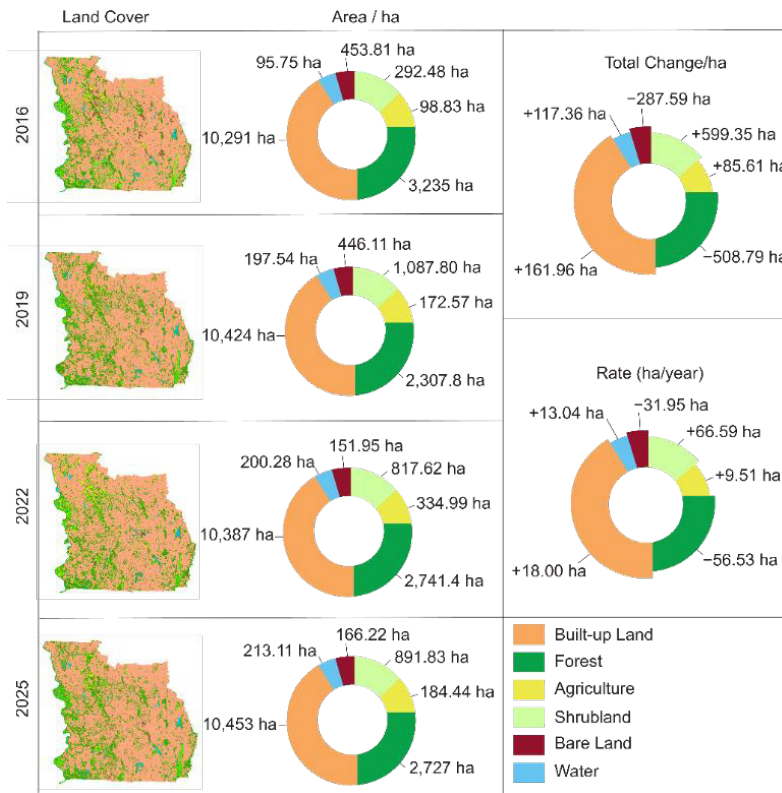 Land Cover
Area / ha
2016
95.75 ha
453.81 ha
292.48 ha
98.83 ha
10,291 ha
3,235 ha
Total Change/ha
+117.36 ha
−287.59 ha
+599.35 ha
+85.61 ha
+161.96 ha
−508.79 ha
2019
197.54 ha
446.11 ha
1,087.80 ha
172.57 ha
10,424 ha
2,307.8 ha
Rate (ha/year)
+13.04 ha
−31.95 ha
+66.59 ha
+9.51 ha
+18.00 ha
−56.53 ha
2022
200.28 ha
151.95 ha
817.62 ha
334.99 ha
10,387 ha
2,741.4 ha
2025
213.11 ha
166.22 ha
891.83 ha
184.44 ha
10,453 ha
2,727 ha
Built-up Land
Forest
Agriculture
Shrubland
Bare Land
Water